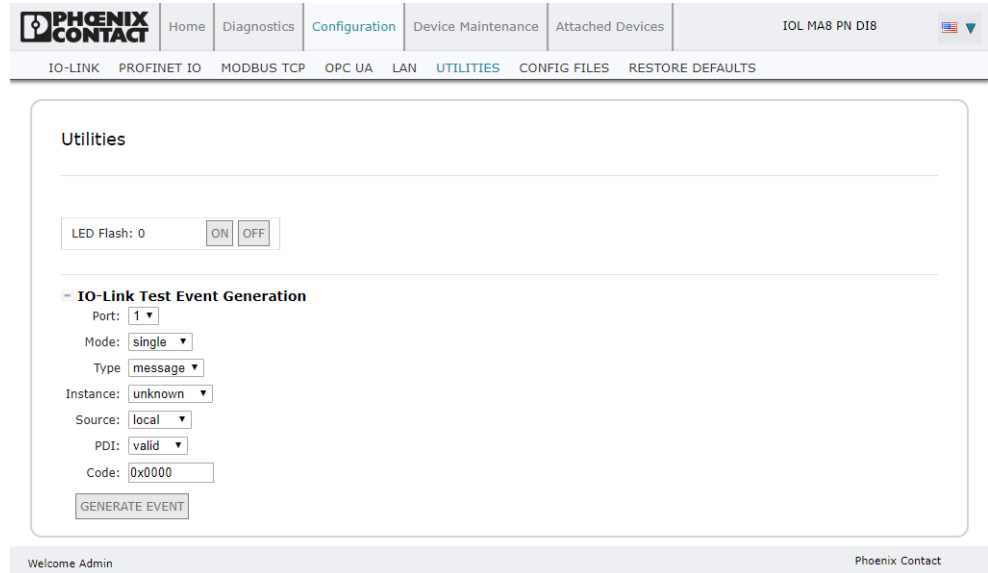 PHŒNIX
CONTACT
Home Diagnostics Configuration Device Maintenance Attached Devices IOL MA8 PN DI8
IO-LINK PROFINET IO MODBUS TCP OPC UA LAN UTILITIES CONFIG FILES RESTORE DEFAULTS
Utilities
LED Flash: 0 ON OFF
IO-Link Test Event Generation
Port: 1
Mode: single
Type message
Instance: unknown
Source: local
PDI: valid
Code: 0x0000
GENERATE EVENT
Welcome Admin Phoenix Contact